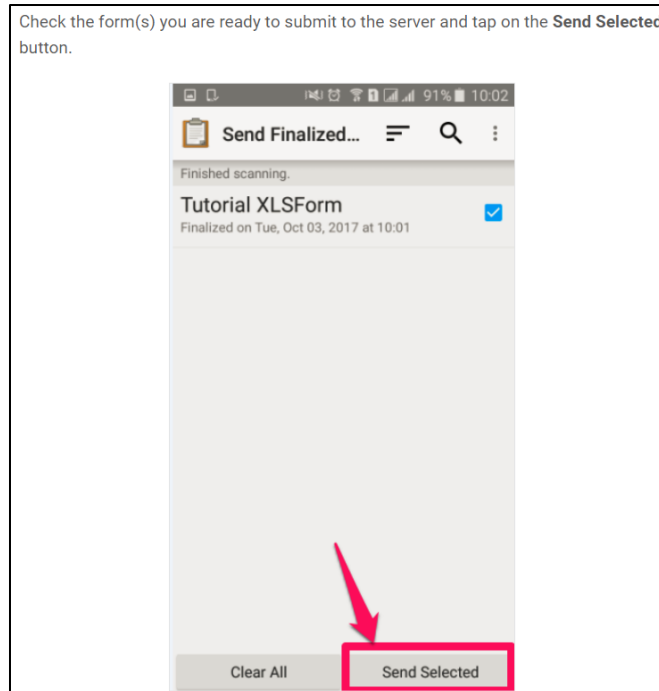 Check the form(s) you are ready to submit to the server and tap on the Send Selected
button.
91% 10:02
Send Finalized...
Finished scanning.
Tutorial XLSForm
Finalized on Tue, Oct 03, 2017 at 10:01
Clear All Send Selected